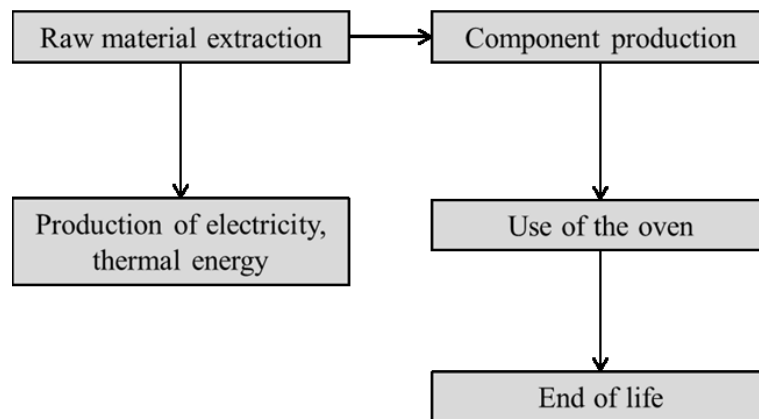 Raw material extraction
Component production
Production of electricity,
thermal energy
Use of the oven
End of life